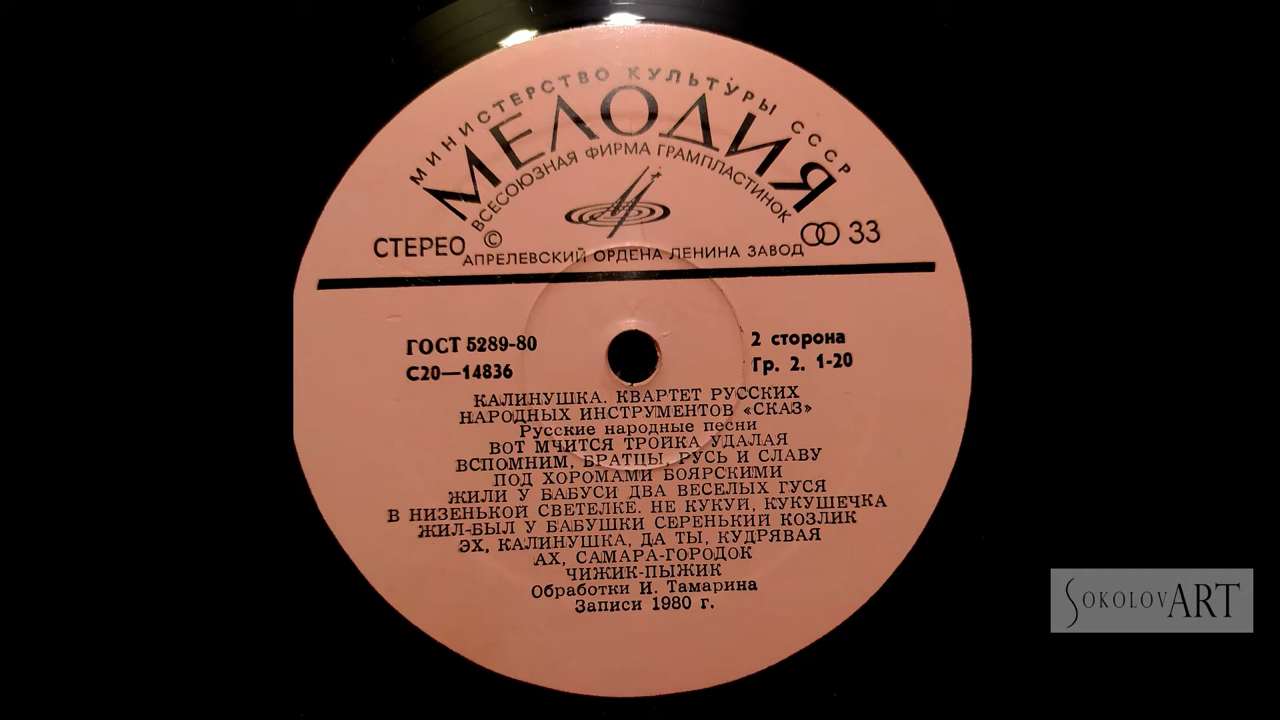 МИНИСТЕРСТВО КУЛЬТУРЫ СССР
МЕЛОДИЯ
ВСЕСОЮЗНАЯ ФИРМА ГРАМПЛАСТИНОК
СТЕРЕО ©
33
АПРЕЛЕВСКИЙ ОРДЕНА ЛЕНИНА ЗАВОД
ГОСТ 5289-80
2 сторона
С20—14836
Гр. 2. 1-20
КАЛИНУШКА. КВАРТЕТ РУССКИХ
НАРОДНЫХ ИНСТРУМЕНТОВ «СКАЗ»
Русские народные песни
ВОТ МЧИТСЯ ТРОЙКА УДАЛАЯ
ВСПОМНИМ, БРАТЦЫ, РУСЬ И СЛАВУ
ПОД ХОРОМАМИ БОЯРСКИМИ
ЖИЛИ У БАБУСИ ДВА ВЕСЕЛЫХ ГУСЯ
В НИЗЕНЬКОЙ СВЕТЕЛКЕ. НЕ КУКУЙ, КУКУШЕЧКА
ЖИЛ-БЫЛ У БАБУШКИ СЕРЕНЬКИЙ КОЗЛИК
ЭХ, КАЛИНУШКА, ДА ТЫ, КУДРЯВАЯ
АХ, САМАРА-ГОРОДОК
ЧИЖИК-ПЫЖИК
Обработки И. Тамарина
Записи 1980 г.
SOKOLOVART